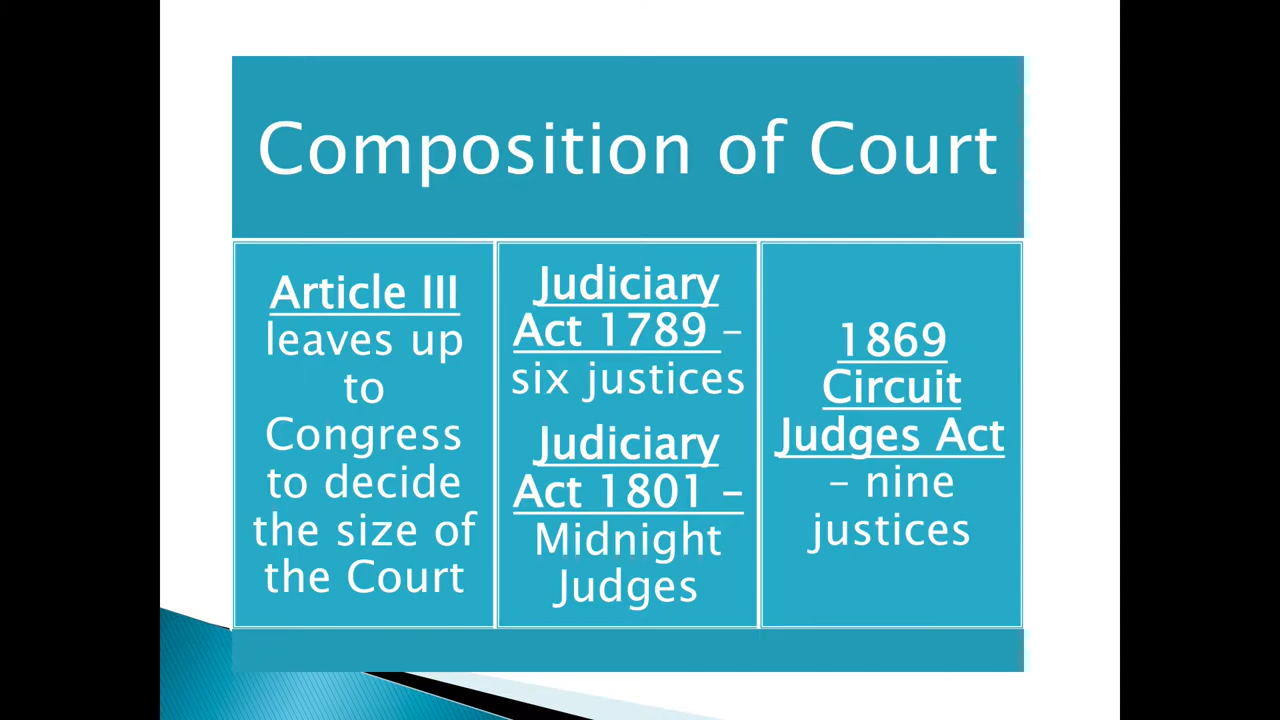 Composition of Court
Article III
leaves up
to
Congress
to decide
the size of
the Court
Judiciary
Act 1789 –
six justices
Judiciary
Act 1801 –
Midnight
Judges
1869
Circuit
Judges Act
– nine
justices